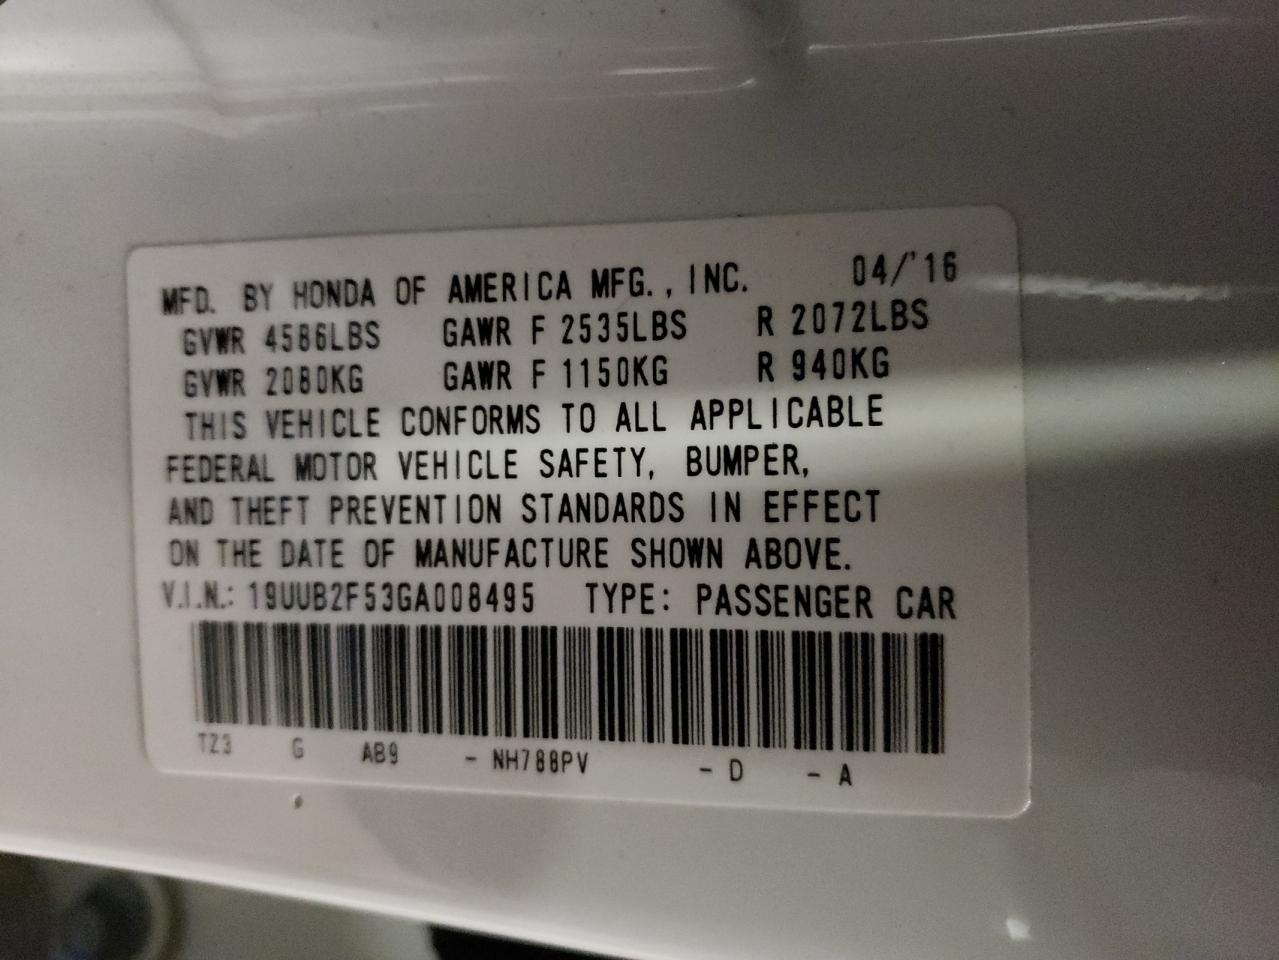 MFD. BY HONDA OF AMERICA MFG., INC. 04/'16
GVWR 4586LBS GAWR F 2535LBS R 2072LBS
GVWR 2080KG GAWR F 1150KG R 940KG
THIS VEHICLE CONFORMS TO ALL APPLICABLE
FEDERAL MOTOR VEHICLE SAFETY, BUMPER,
AND THEFT PREVENTION STANDARDS IN EFFECT
ON THE DATE OF MANUFACTURE SHOWN ABOVE.
V.I.N.: 19UUB2F53GA008495 TYPE: PASSENGER CAR
TZ3 G AB9 - NH788PV - D - A